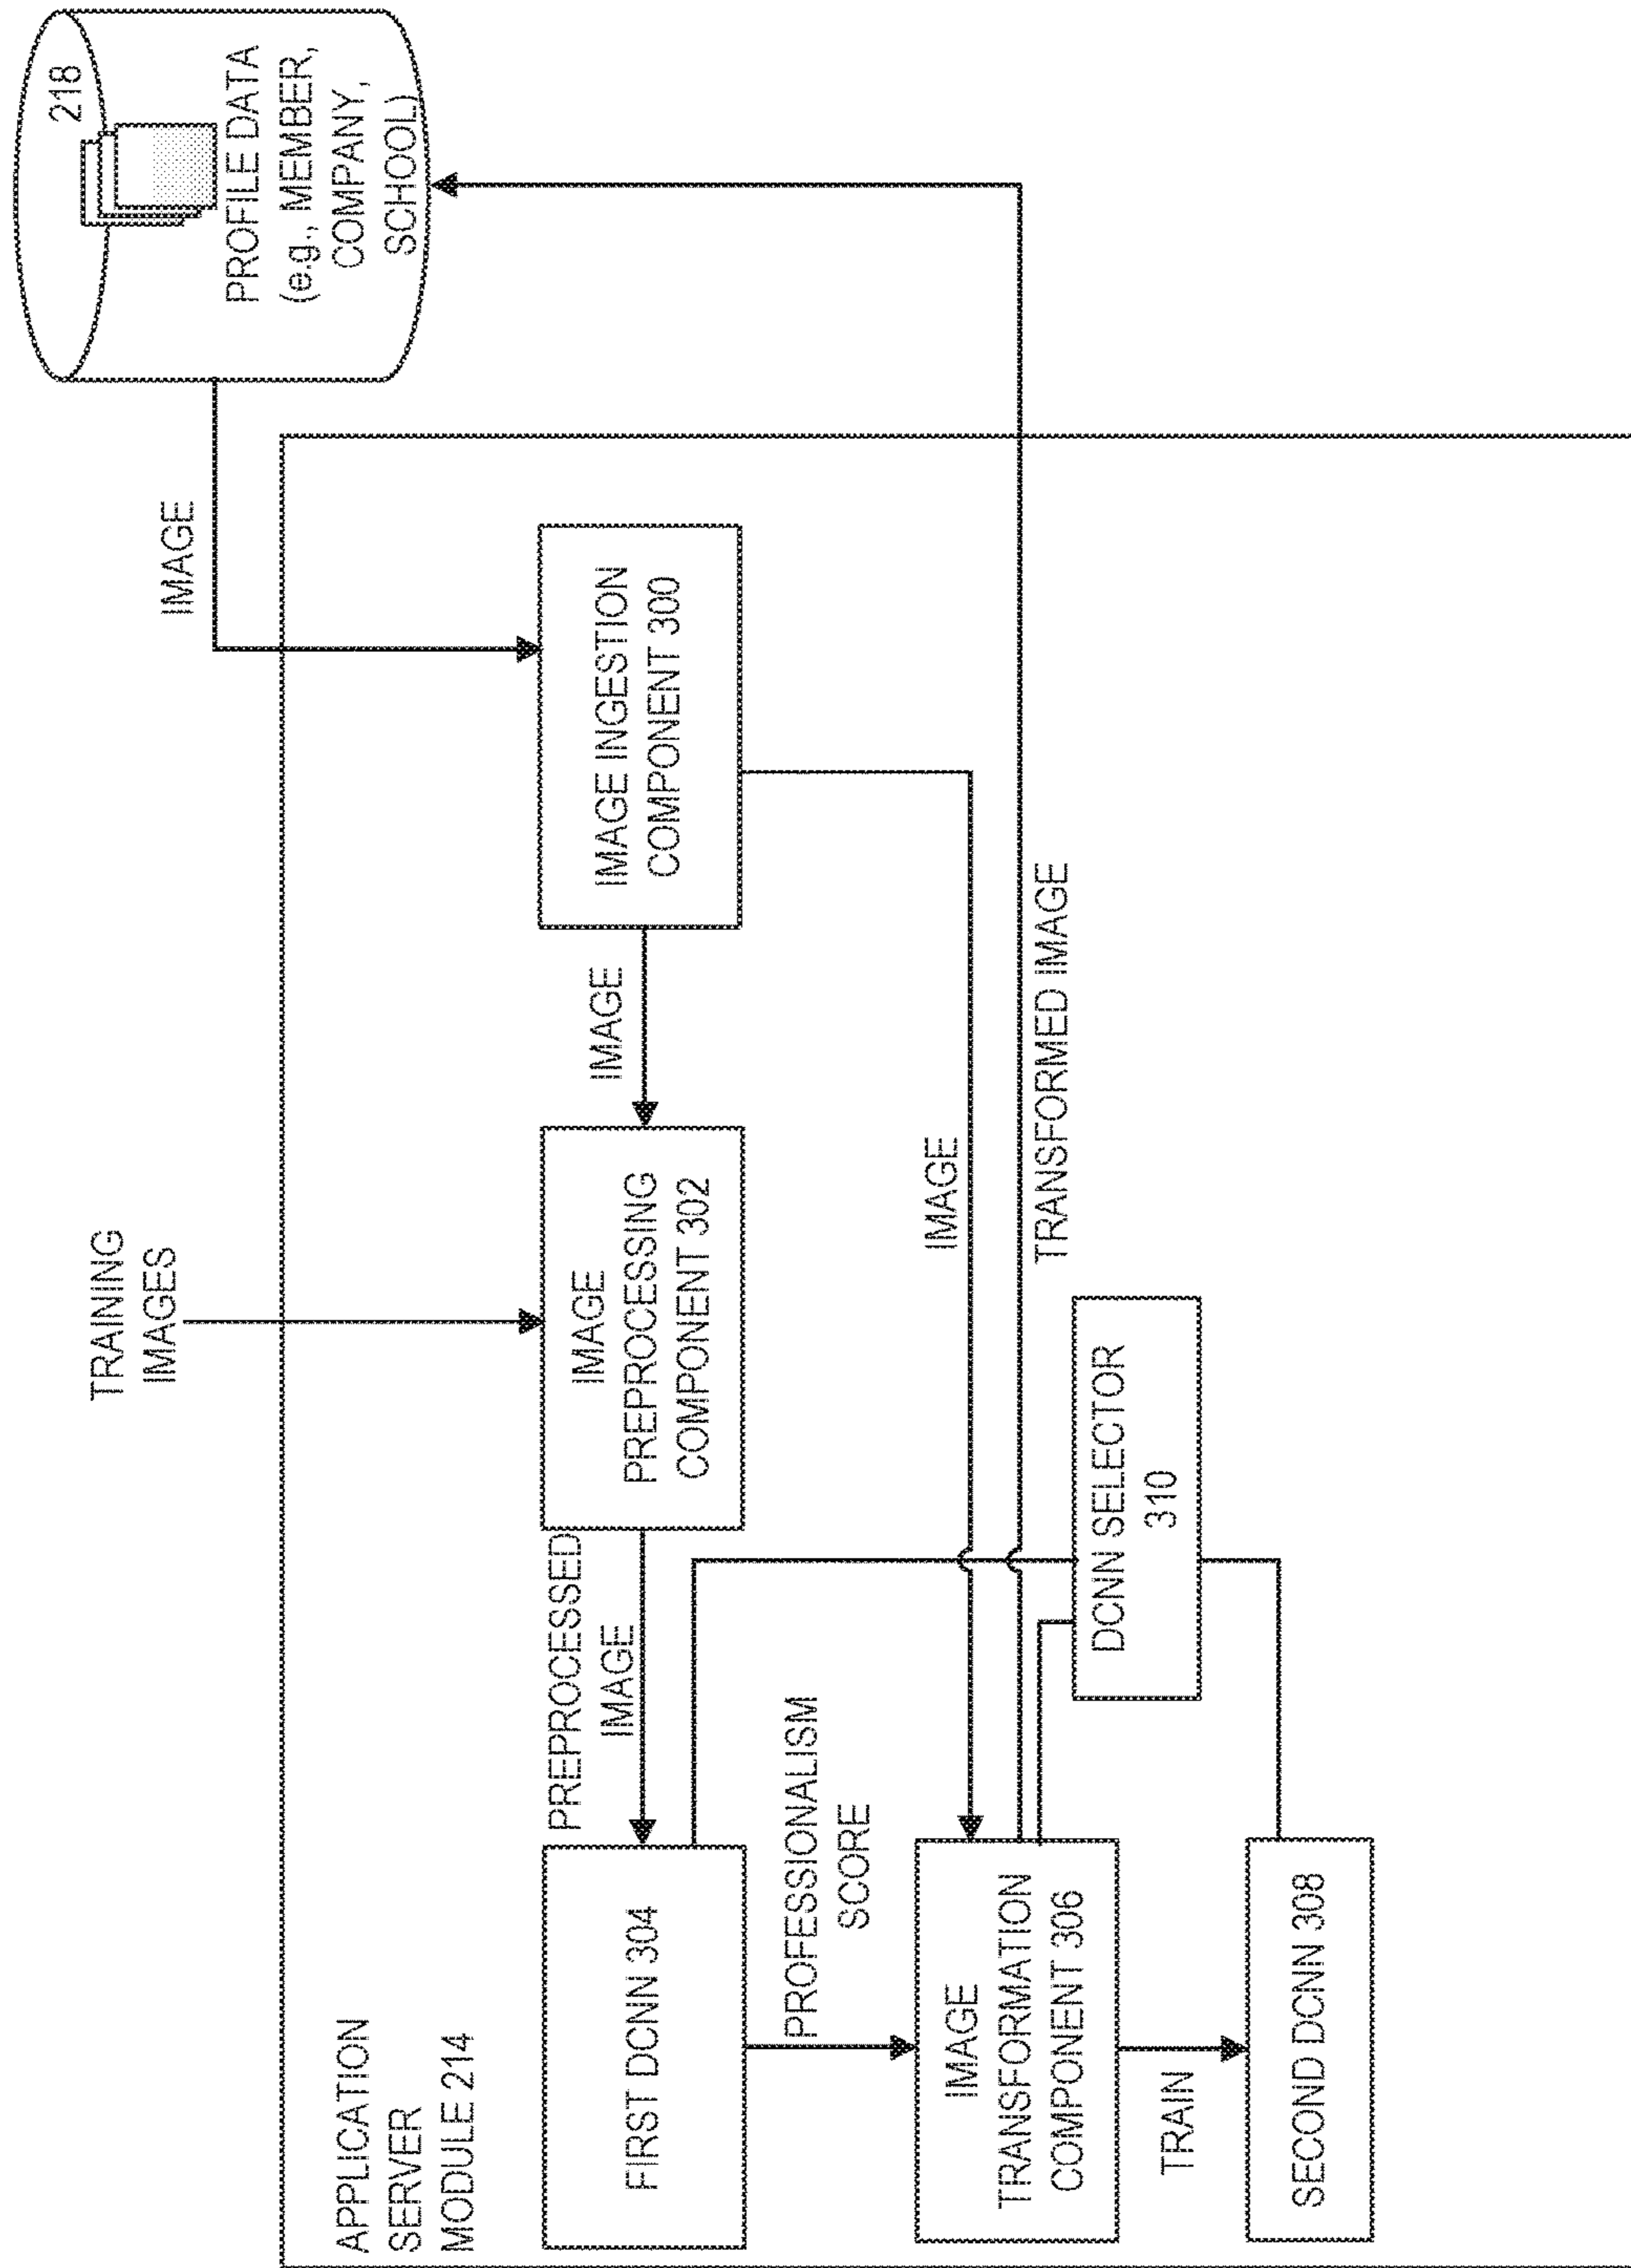 APPLICATION
SERVER
MODULE 214
TRAINING
IMAGES
IMAGE
218
PROFILE DATA
(e.g., MEMBER,
COMPANY,
SCHOOL)
FIRST DCNN 304
PREPROCESSED
IMAGE
IMAGE
PREPROCESSING
COMPONENT 302
IMAGE
IMAGE INGESTION
COMPONENT 300
PROFESSIONALISM
SCORE
IMAGE
IMAGE
TRANSFORMATION
COMPONENT 306
TRANSFORMED IMAGE
DCNN SELECTOR
310
TRAIN
SECOND DCNN 308